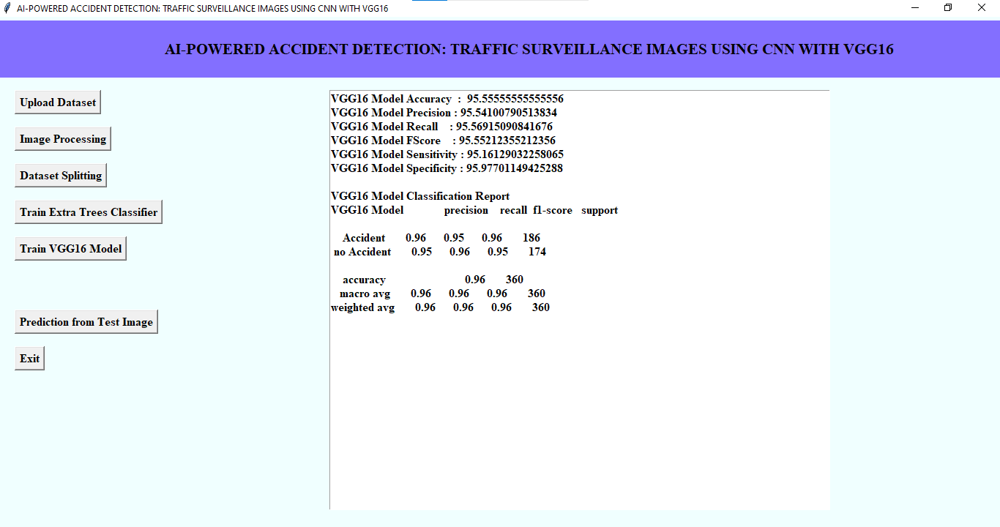 AI-POWERED ACCIDENT DETECTION: TRAFFIC SURVEILLANCE IMAGES USING CNN WITH VGG16
AI-POWERED ACCIDENT DETECTION: TRAFFIC SURVEILLANCE IMAGES USING CNN WITH VGG16
Upload Dataset
Image Processing
Dataset Splitting
Train Extra Trees Classifier
Train VGG16 Model
Prediction from Test Image
Exit
VGG16 Model Accuracy  :  95.55555555555556
VGG16 Model Precision : 95.54100790513834
VGG16 Model Recall    : 95.56915090841676
VGG16 Model FScore    : 95.55212355212356
VGG16 Model Sensitivity : 95.16129032258065
VGG16 Model Specificity : 95.97701149425288
VGG16 Model Classification Report
VGG16 Model precision recall f1-score support
Accident 0.96 0.95 0.96 186
no Accident 0.95 0.96 0.95 174
accuracy 0.96 360
macro avg 0.96 0.96 0.96 360
weighted avg 0.96 0.96 0.96 360